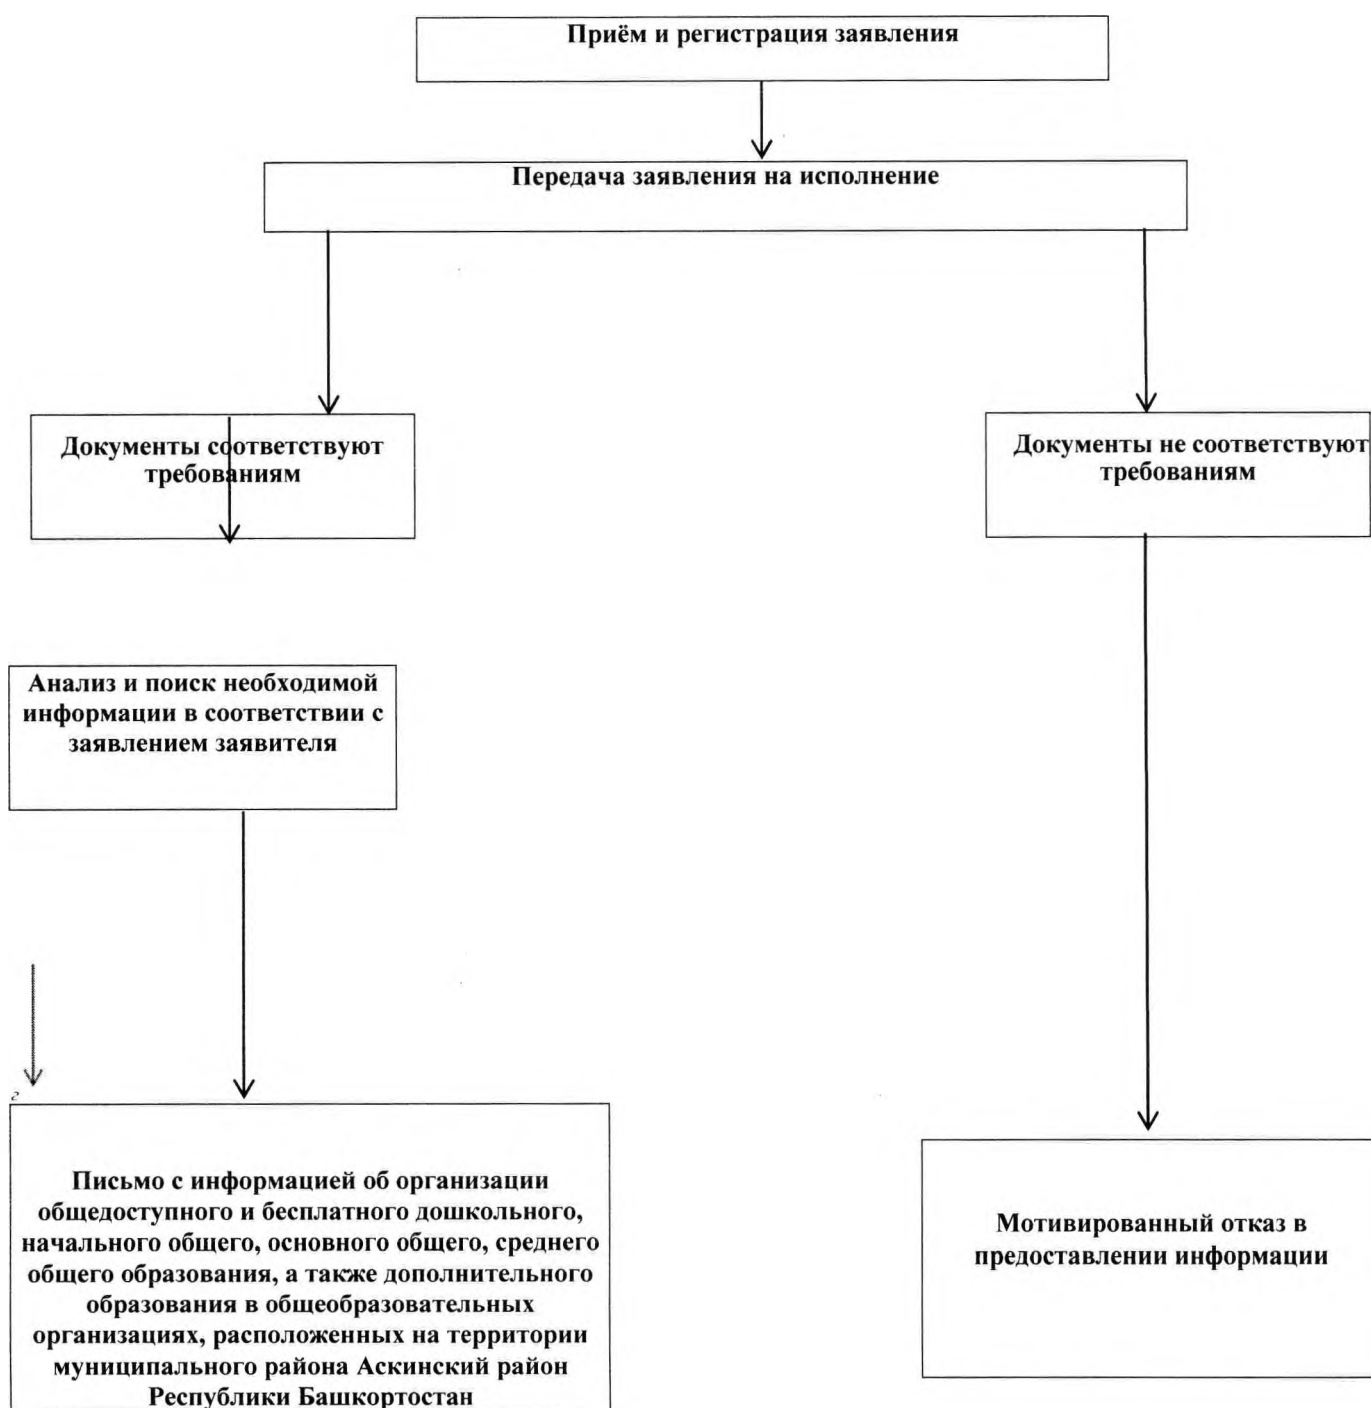 Приём и регистрация заявления
Передача заявления на исполнение
Документы соответствуют
требованиям
Документы не соответствуют
требованиям
Анализ и поиск необходимой
информации в соответствии с
заявлением заявителя
г
Письмо с информацией об организации
общедоступного и бесплатного дошкольного,
начального общего, основного общего, среднего
общего образования, а также дополнительного
образования в общеобразовательных
организациях, расположенных на территории
муниципального района Аскинский район
Республики Башкортостан
Мотивированный отказ в
предоставлении информации